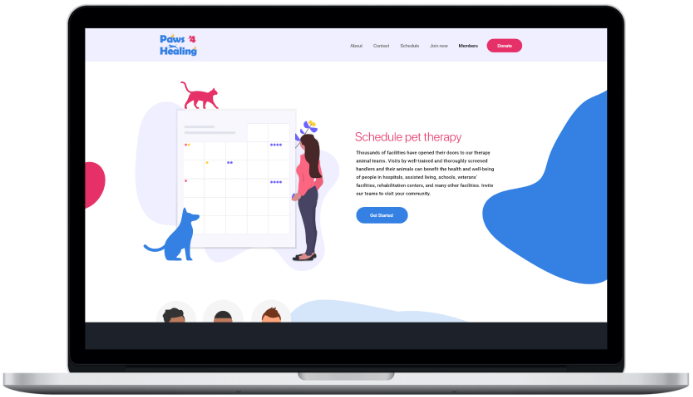 Paws 4
Healing
About Contact Schedule Join now Members Donate
Schedule pet therapy
Thousands of facilities have opened their doors to our therapy
animal teams. Visits by well-trained and thoroughly screened
handlers and their animals can benefit the health and well-being
of people in hospitals, assisted living, schools, veterans'
facilities, rehabilitation centers, and many other facilities. Invite
our teams to visit your community.
Get Started